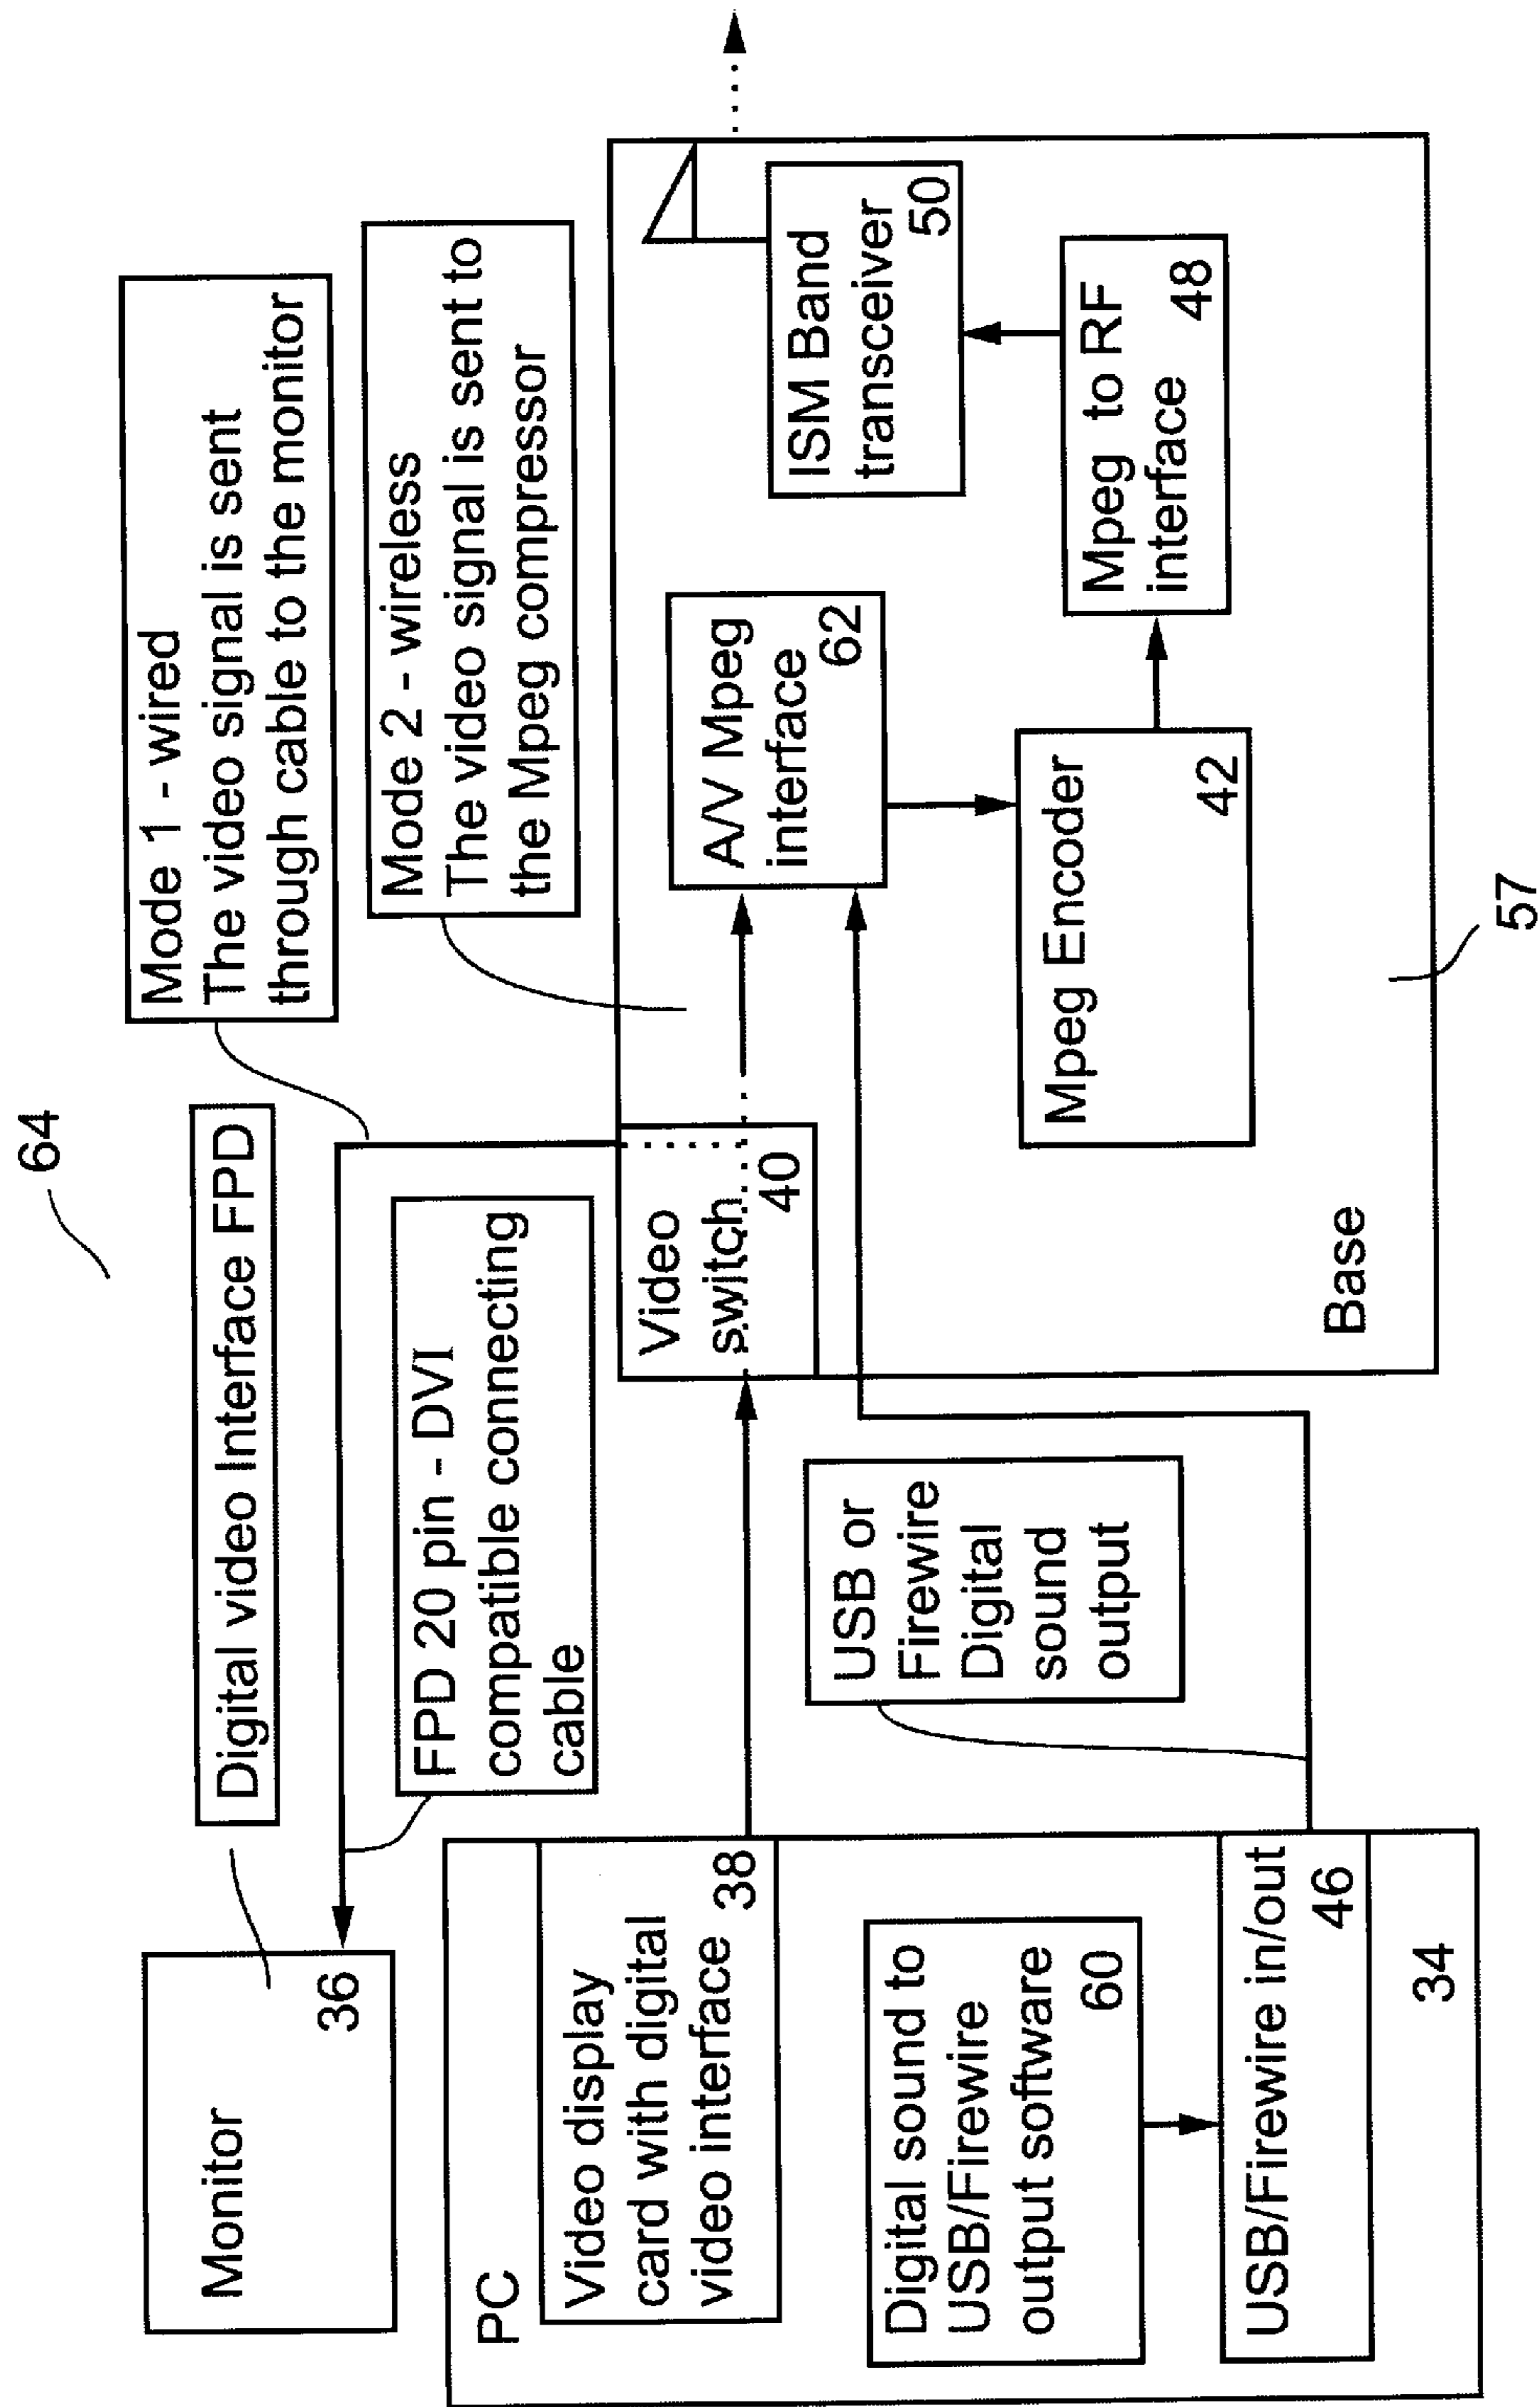 64
Digital video Interface FPD
Mode 1 - wired
The video signal is sent
through cable to the monitor
Monitor
36
FPD 20 pin - DVI
compatible connecting
cable
Mode 2 - wireless
The video signal is sent to
the Mpeg compressor
PC
Video display
card with digital
video interface
38
Digital sound to
USB/Firewire
output software
60
USB/Firewire in/out
46
34
USB or
Firewire
Digital
sound
output
Video
switch
40
A/V Mpeg
interface
62
Mpeg Encoder
42
ISM Band
transceiver
50
Mpeg to RF
interface
48
Base
57